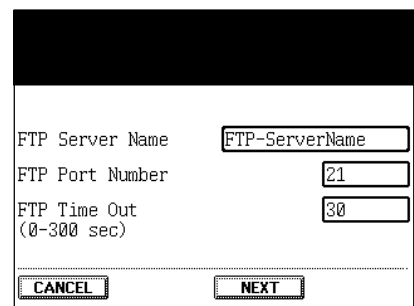 FTP Server Name FTP-ServerName
FTP Port Number 21
FTP Time Out 30
(0-300 sec)
CANCEL NEXT